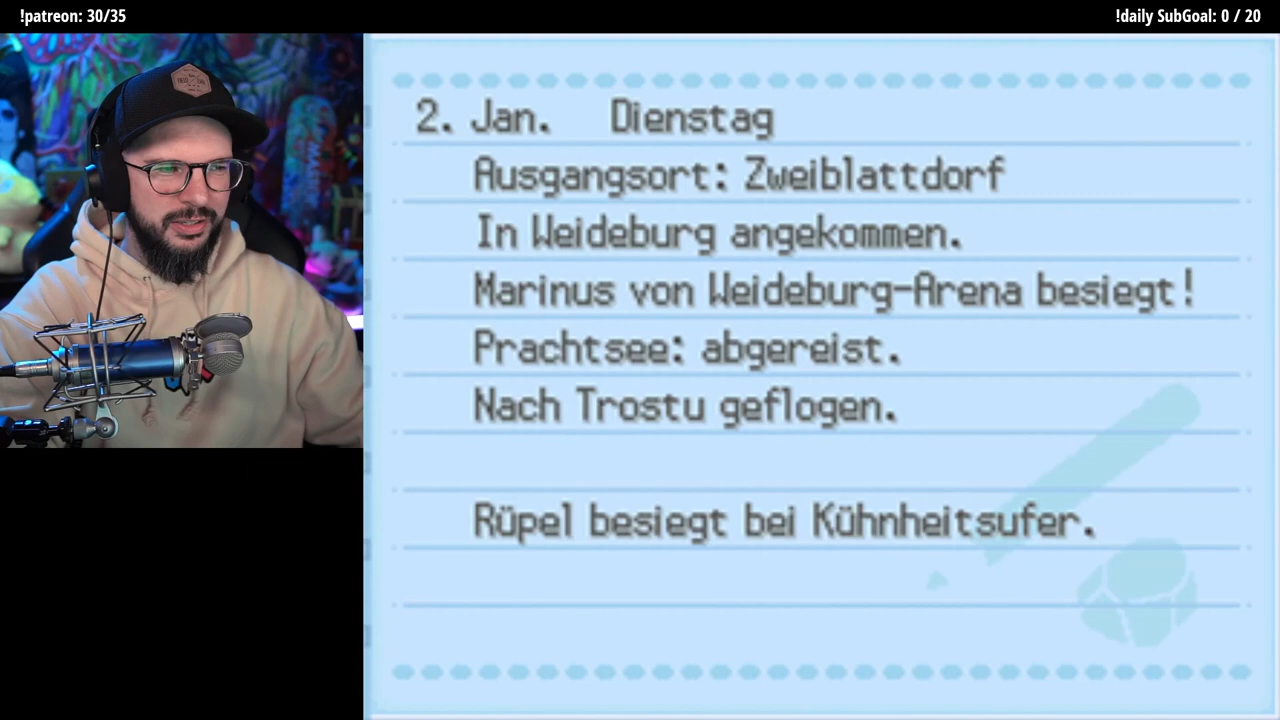 !patreon: 30/35
!daily SubGoal: 0 / 20
2. Jan. Dienstag
Ausgangsort: Zweiblattdorf
In Weideburg angekommen.
Marinus von Weideburg-Arena besiegt!
Prachtsee: abgereist.
Nach Trostu geflogen.
Rüpel besiegt bei Kühnheitsufer.